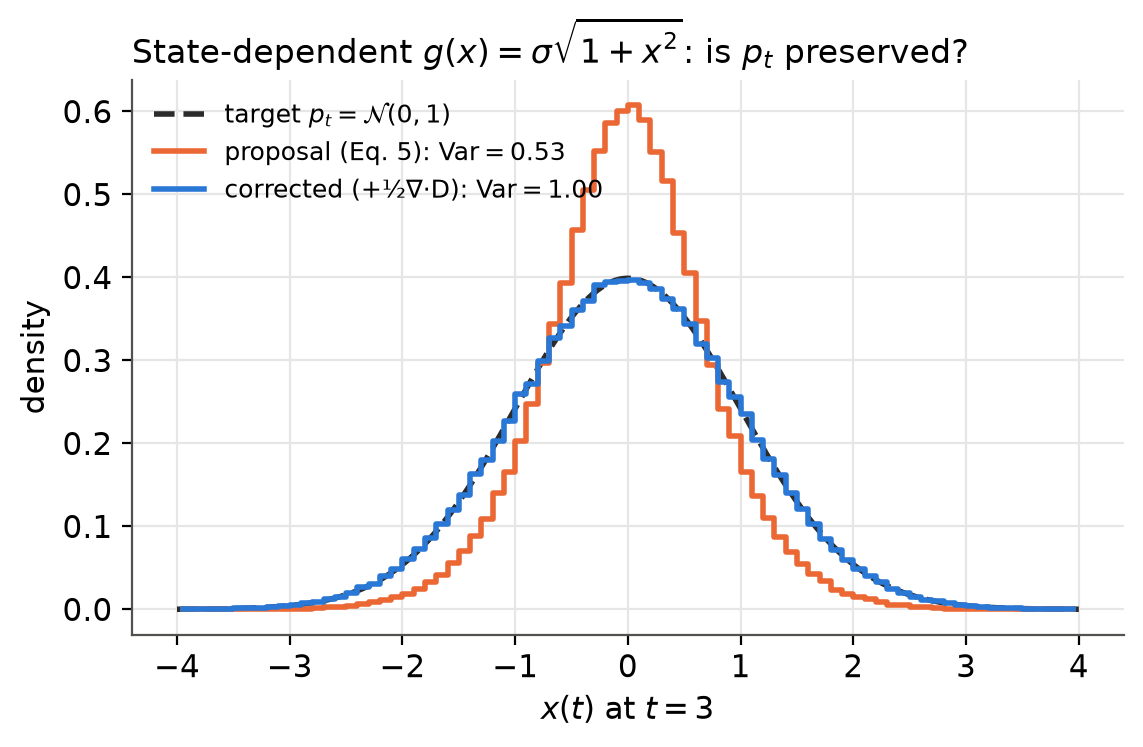 State-dependent g(x) = σ√(1 + x²): is pₜ preserved?
target pₜ = 𝒩(0, 1)
proposal (Eq. 5): Var = 0.53
corrected (+½∇·D): Var = 1.00
density
0.6
0.5
0.4
0.3
0.2
0.1
0.0
−4 −3 −2 −1 0 1 2 3 4
x(t) at t = 3